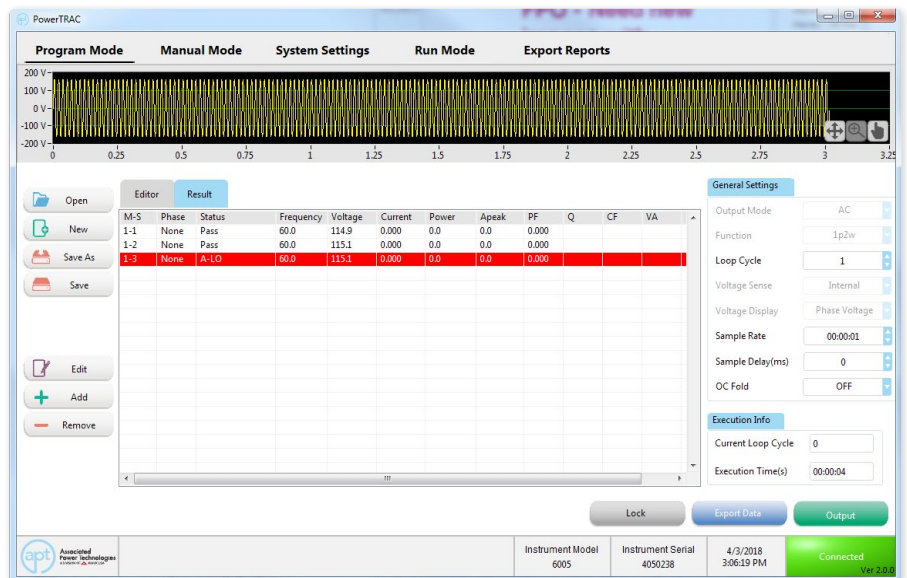 PowerTRAC
Program Mode Manual Mode System Settings Run Mode Export Reports
200 V
100 V
0 V
-100 V
-200 V
0 0.25 0.5 0.75 1 1.25 1.5 1.75 2 2.25 2.5 2.75 3 3.25
Open
New
Save As
Save
Edit
Add
Remove
Editor Result
M-S Phase Status Frequency Voltage Current Power Apeak PF Q CF VA
1-1 None Pass 60.0 114.9 0.000 0.0 0.0 0.000
1-2 None Pass 60.0 115.1 0.000 0.0 0.0 0.000
1-3 None A-LO 60.0 115.1 0.000 0.0 0.0 0.000
General Settings
Output Mode AC
Function 1p2w
Loop Cycle 1
Voltage Sense Internal
Voltage Display Phase Voltage
Sample Rate 00:00:01
Sample Delay(ms) 0
OC Fold OFF
Execution Info
Current Loop Cycle 0
Execution Time(s) 00:00:04
Lock Export Data Output
apt Associated
Power Technologies
Instrument Model
6005
Instrument Serial
4050238
4/3/2018
3:06:19 PM
Connected
Ver 2.0.0